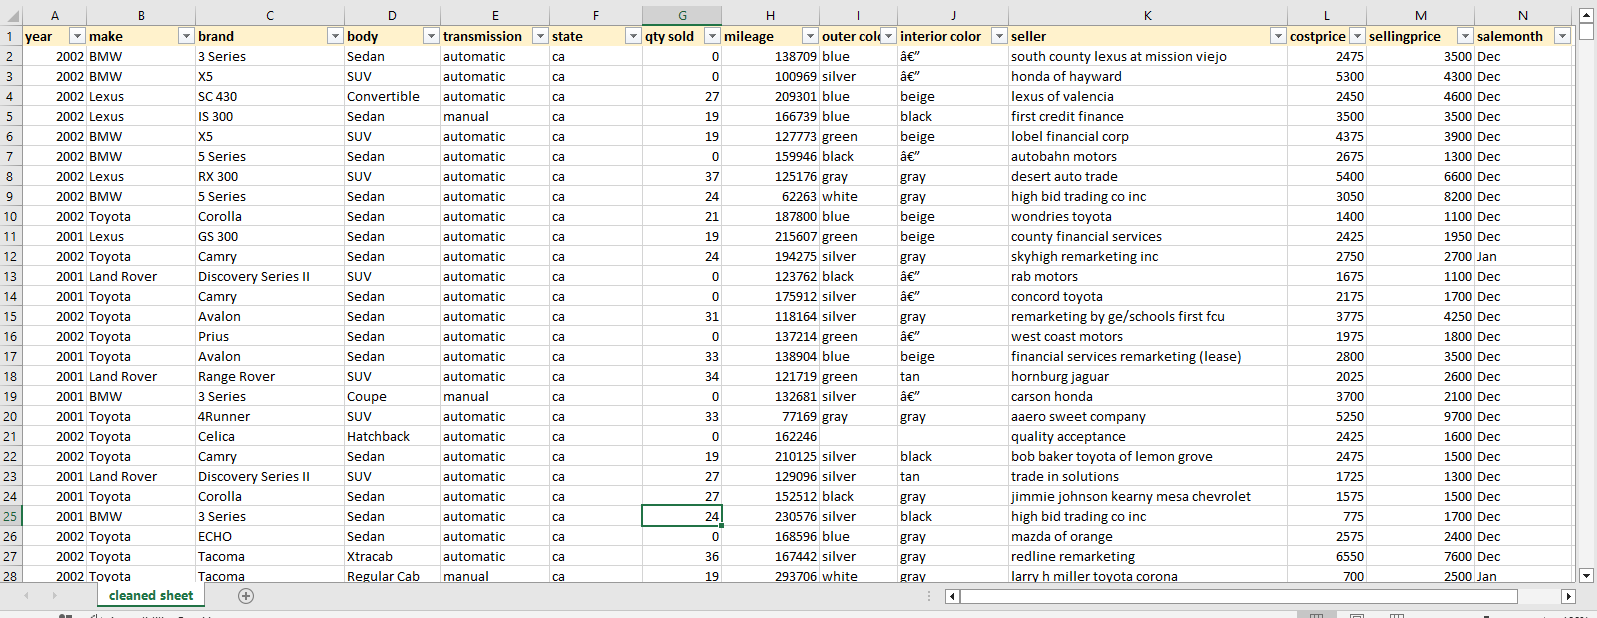 A B C D E F G H I J K L M N
1 year make brand body transmission state qty sold mileage outer col interior color seller costprice sellingprice salemonth
2 2002 BMW 3 Series Sedan automatic ca 0 138709 blue â€” south county lexus at mission viejo 2475 3500 Dec
3 2002 BMW X5 SUV automatic ca 0 100969 silver â€” honda of hayward 5300 4300 Dec
4 2002 Lexus SC 430 Convertible automatic ca 27 209301 blue beige lexus of valencia 2450 4600 Dec
5 2002 Lexus IS 300 Sedan manual ca 19 166739 blue black first credit finance 3500 3500 Dec
6 2002 BMW X5 SUV automatic ca 19 127773 green beige lobel financial corp 4375 3900 Dec
7 2002 BMW 5 Series Sedan automatic ca 0 159946 black â€” autobahn motors 2675 1300 Dec
8 2002 Lexus RX 300 SUV automatic ca 37 125176 gray gray desert auto trade 5400 6600 Dec
9 2002 BMW 5 Series Sedan automatic ca 24 62263 white gray high bid trading co inc 3050 8200 Dec
10 2002 Toyota Corolla Sedan automatic ca 21 187800 blue beige wondries toyota 1400 1100 Dec
11 2001 Lexus GS 300 Sedan automatic ca 19 215607 green beige county financial services 2425 1950 Dec
12 2002 Toyota Camry Sedan automatic ca 24 194275 silver gray skyhigh remarketing inc 2750 2700 Jan
13 2001 Land Rover Discovery Series II SUV automatic ca 0 123762 black â€” rab motors 1675 1100 Dec
14 2001 Toyota Camry Sedan automatic ca 0 175912 silver â€” concord toyota 2175 1700 Dec
15 2002 Toyota Avalon Sedan automatic ca 31 118164 silver gray remarketing by ge/schools first fcu 3775 4250 Dec
16 2002 Toyota Prius Sedan automatic ca 0 137214 green â€” west coast motors 1975 1800 Dec
17 2001 Toyota Avalon Sedan automatic ca 33 138904 blue beige financial services remarketing (lease) 2800 3500 Dec
18 2001 Land Rover Range Rover SUV automatic ca 34 121719 green tan hornburg jaguar 2025 2600 Dec
19 2001 BMW 3 Series Coupe manual ca 0 132681 silver â€” carson honda 3700 2100 Dec
20 2001 Toyota 4Runner SUV automatic ca 33 77169 gray gray aaero sweet company 5250 9700 Dec
21 2002 Toyota Celica Hatchback automatic ca 0 162246 quality acceptance 2425 1600 Dec
22 2002 Toyota Camry Sedan automatic ca 19 210125 silver black bob baker toyota of lemon grove 2475 1500 Dec
23 2001 Land Rover Discovery Series II SUV automatic ca 27 129096 silver tan trade in solutions 1725 1300 Dec
24 2001 Toyota Corolla Sedan automatic ca 27 152512 black gray jimmie johnson kearny mesa chevrolet 1575 1500 Dec
25 2001 BMW 3 Series Sedan automatic ca 24 230576 silver black high bid trading co inc 775 1700 Dec
26 2002 Toyota ECHO Sedan automatic ca 0 168596 blue gray mazda of orange 2575 2400 Dec
27 2002 Toyota Tacoma Xtracab automatic ca 36 167442 silver gray redline remarketing 6550 7600 Dec
28 2002 Toyota Tacoma Regular Cab manual ca 19 293706 white gray larry h miller toyota corona 700 2500 Jan
cleaned sheet